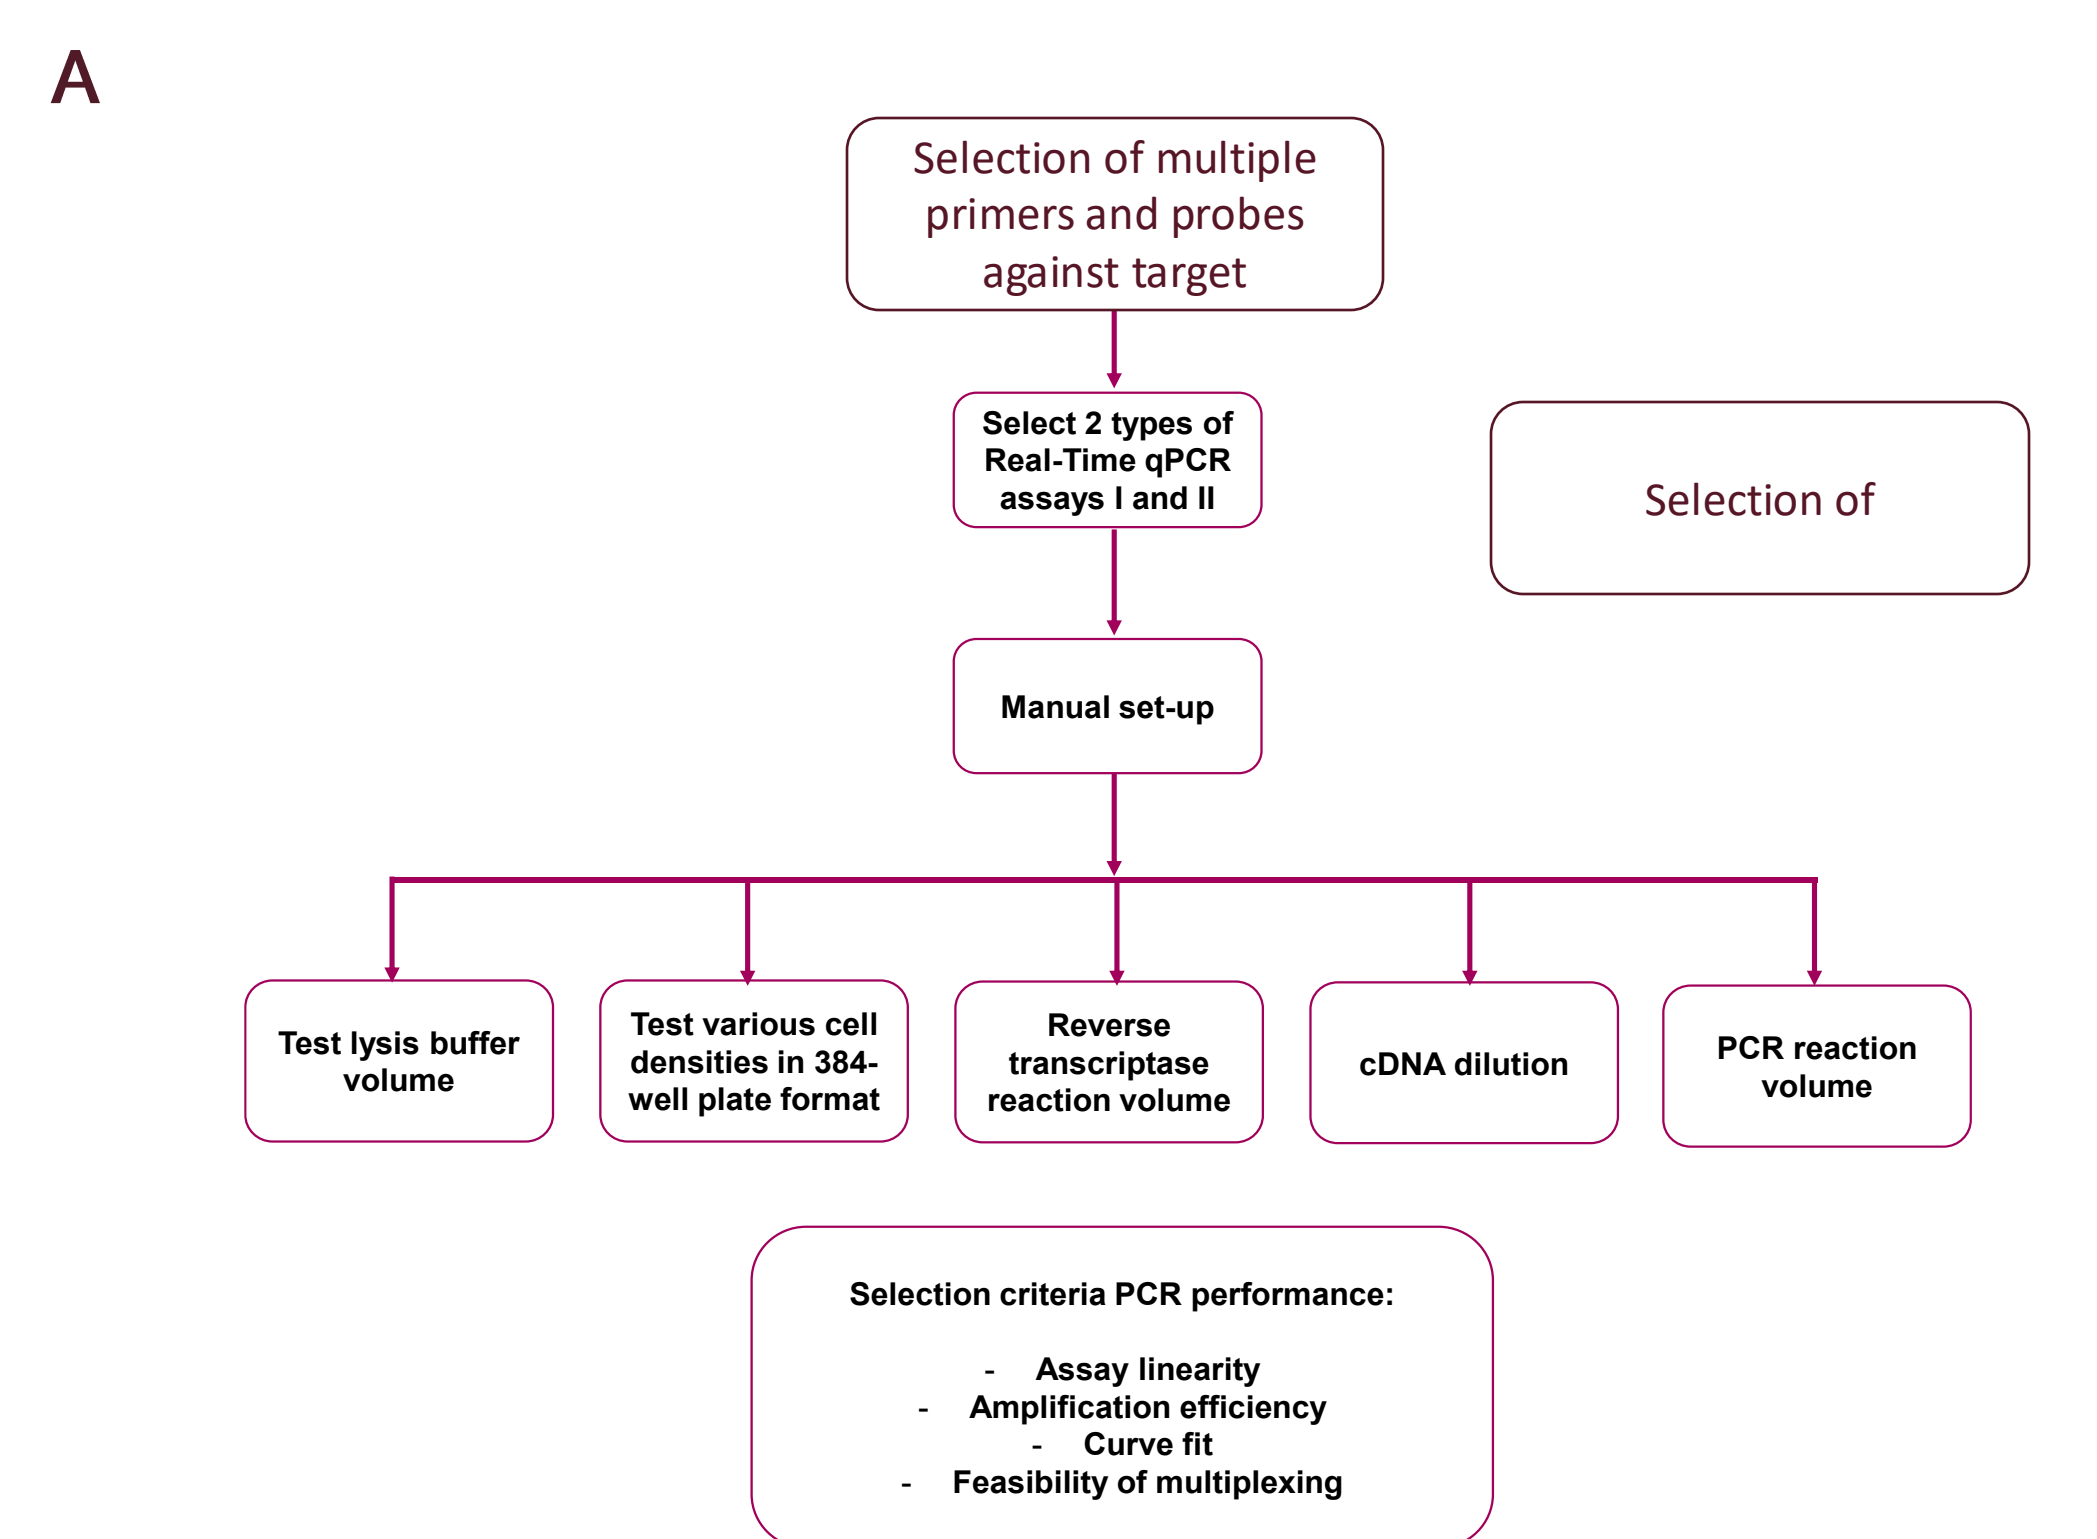 A
Selection of multiple
primers and probes
against target
Select 2 types of
Real-Time qPCR
assays I and II
Selection of
Manual set-up
Test lysis buffer
volume
Test various cell
densities in 384-
well plate format
Reverse
transcriptase
reaction volume
cDNA dilution
PCR reaction
volume
Selection criteria PCR performance:
- Assay linearity
- Amplification efficiency
- Curve fit
- Feasibility of multiplexing